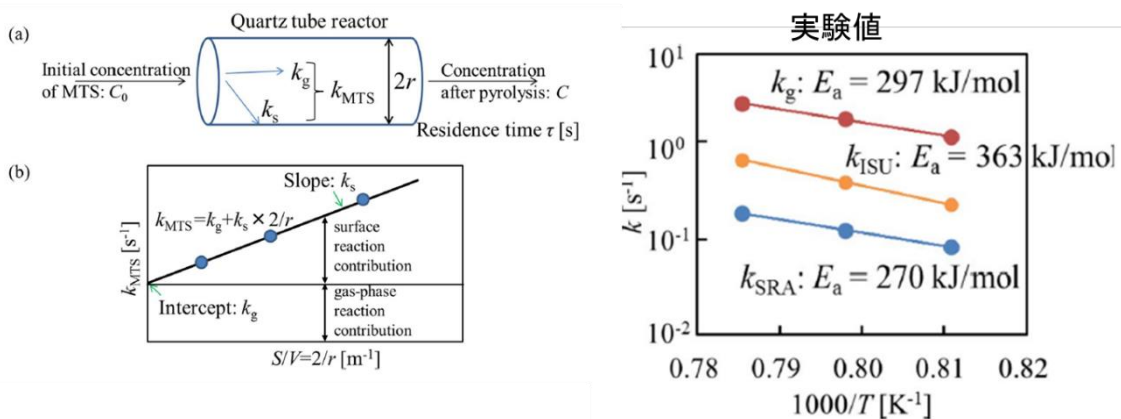 (a)
Quartz tube reactor
Initial concentration
of MTS: C₀
kg
ks
kMTS
2r
Concentration
after pyrolysis: C
Residence time τ [s]
(b)
kMTS [s⁻¹]
Slope: ks
kMTS=kg+ks × 2/r
surface
reaction
contribution
Intercept: kg
gas-phase
reaction
contribution
S/V=2/r [m⁻¹]
実験値
k [s⁻¹]
10¹
10⁰
10⁻¹
10⁻²
kg: Ea = 297 kJ/mol
kISU: Ea = 363 kJ/mol
kSRA: Ea = 270 kJ/mol
0.78 0.79 0.80 0.81 0.82
1000/T [K⁻¹]